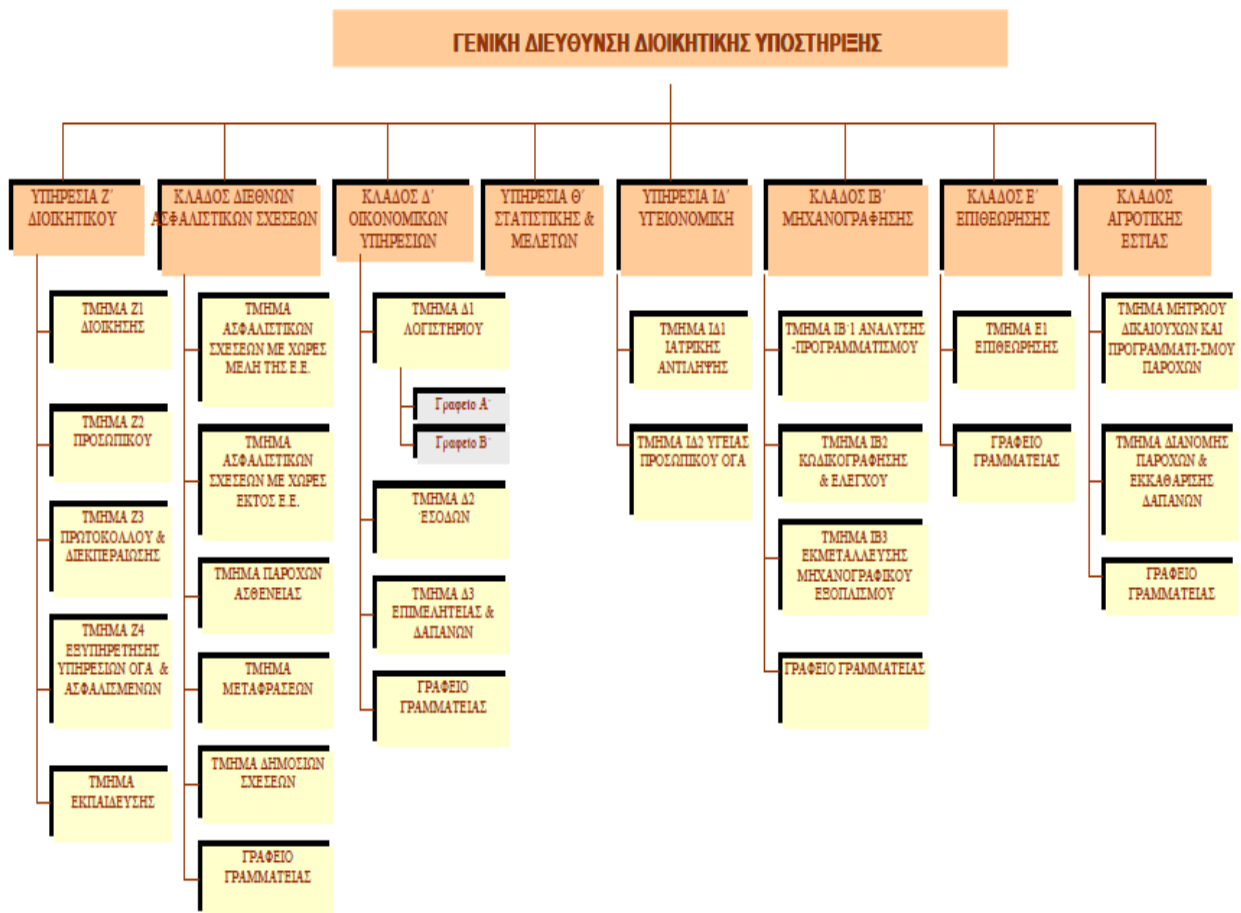 ΓΕΝΙΚΗ ΔΙΕΥΘΥΝΣΗ ΔΙΟΙΚΗΤΙΚΗΣ ΥΠΟΣΤΗΡΙΞΗΣ
ΥΠΗΡΕΣΙΑ Ζ΄
ΔΙΟΙΚΗΤΙΚΟΥ
ΤΜΗΜΑ Ζ1
ΔΙΟΙΚΗΣΗΣ
ΤΜΗΜΑ Ζ2
ΠΡΟΣΩΠΙΚΟΥ
ΤΜΗΜΑ Ζ3
ΠΡΩΤΟΚΟΛΛΟΥ &
ΔΙΕΚΠΕΡΑΙΩΣΗΣ
ΤΜΗΜΑ Ζ4
ΕΞΥΠΗΡΕΤΗΣΗΣ
ΥΠΗΡΕΣΙΩΝ ΟΓΑ &
ΑΣΦΑΛΙΣΜΕΝΩΝ
ΤΜΗΜΑ
ΕΚΠΑΙΔΕΥΣΗΣ
ΚΛΑΔΟΣ ΔΙΕΘΝΩΝ
ΑΣΦΑΛΙΣΤΙΚΩΝ ΣΧΕΣΕΩΝ
ΤΜΗΜΑ
ΑΣΦΑΛΙΣΤΙΚΩΝ
ΣΧΕΣΕΩΝ ΜΕ ΧΩΡΕΣ
ΜΕΛΗ ΤΗΣ Ε.Ε.
ΤΜΗΜΑ
ΑΣΦΑΛΙΣΤΙΚΩΝ
ΣΧΕΣΕΩΝ ΜΕ ΧΩΡΕΣ
ΕΚΤΟΣ Ε.Ε.
ΤΜΗΜΑ ΠΑΡΟΧΩΝ
ΑΣΘΕΝΕΙΑΣ
ΤΜΗΜΑ
ΜΕΤΑΦΡΑΣΕΩΝ
ΤΜΗΜΑ ΔΗΜΟΣΙΩΝ
ΣΧΕΣΕΩΝ
ΓΡΑΦΕΙΟ
ΓΡΑΜΜΑΤΕΙΑΣ
ΚΛΑΔΟΣ Δ΄
ΟΙΚΟΝΟΜΙΚΩΝ
ΥΠΗΡΕΣΙΩΝ
ΤΜΗΜΑ Δ1
ΛΟΓΙΣΤΗΡΙΟΥ
Γραφείο Α΄
Γραφείο Β΄
ΤΜΗΜΑ Δ2
΄ΕΣΟΔΩΝ
ΤΜΗΜΑ Δ3
ΕΠΙΜΕΛΗΤΕΙΑΣ &
ΔΑΠΑΝΩΝ
ΓΡΑΦΕΙΟ
ΓΡΑΜΜΑΤΕΙΑΣ
ΥΠΗΡΕΣΙΑ Θ΄
ΣΤΑΤΙΣΤΙΚΗΣ &
ΜΕΛΕΤΩΝ
ΥΠΗΡΕΣΙΑ ΙΔ΄
ΥΓΕΙΟΝΟΜΙΚΗ
ΤΜΗΜΑ ΙΔ1
ΙΑΤΡΙΚΗΣ
ΑΝΤΙΛΗΨΗΣ
ΤΜΗΜΑ ΙΔ2 ΥΓΕΙΑΣ
ΠΡΟΣΩΠΙΚΟΥ ΟΓΑ
ΚΛΑΔΟΣ ΙΒ΄
ΜΗΧΑΝΟΓΡΑΦΗΣΗΣ
ΤΜΗΜΑ ΙΒ΄1 ΑΝΑΛΥΣΗΣ
-ΠΡΟΓΡΑΜΜΑΤΙΣΜΟΥ
ΤΜΗΜΑ ΙΒ2
ΚΩΔΙΚΟΓΡΑΦΗΣΗΣ
& ΕΛΕΓΧΟΥ
ΤΜΗΜΑ ΙΒ3
ΕΚΜΕΤΑΛΛΕΥΣΗΣ
ΜΗΧΑΝΟΓΡΑΦΙΚΟΥ
ΕΞΟΠΛΙΣΜΟΥ
ΓΡΑΦΕΙΟ ΓΡΑΜΜΑΤΕΙΑΣ
ΚΛΑΔΟΣ Ε΄
ΕΠΙΘΕΩΡΗΣΗΣ
ΤΜΗΜΑ Ε1
ΕΠΙΘΕΩΡΗΣΗΣ
ΓΡΑΦΕΙΟ
ΓΡΑΜΜΑΤΕΙΑΣ
ΚΛΑΔΟΣ
ΑΓΡΟΤΙΚΗΣ
ΕΣΤΙΑΣ
ΤΜΗΜΑ ΜΗΤΡΩΟΥ
ΔΙΚΑΙΟΥΧΩΝ ΚΑΙ
ΠΡΟΓΡΑΜΜΑΤΙ-ΣΜΟΥ
ΠΑΡΟΧΩΝ
ΤΜΗΜΑ ΔΙΑΝΟΜΗΣ
ΠΑΡΟΧΩΝ &
ΕΚΚΑΘΑΡΙΣΗΣ
ΔΑΠΑΝΩΝ
ΓΡΑΦΕΙΟ
ΓΡΑΜΜΑΤΕΙΑΣ